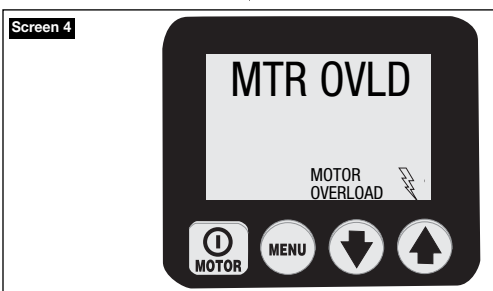 Screen 4
MTR OVLD
MOTOR
OVERLOAD
MOTOR
MENU